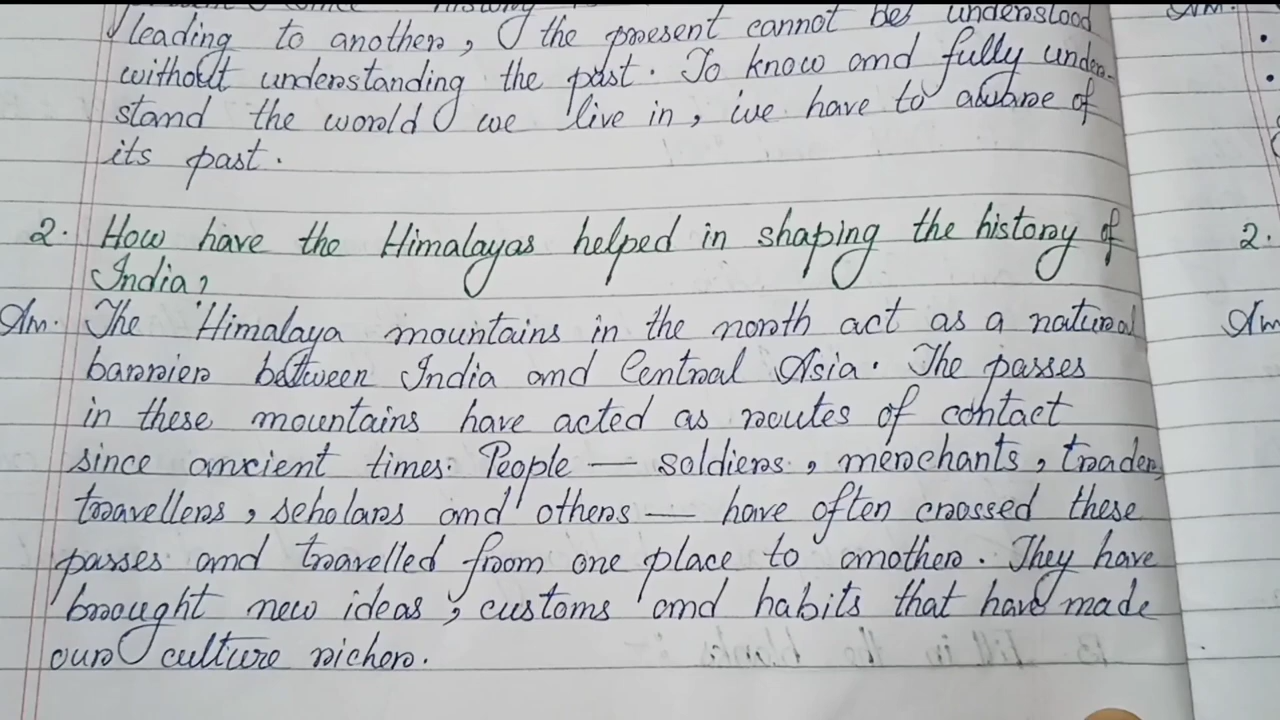 leading to another, the present cannot be understood
without understanding the past. To know and fully under-
stand the world we live in, we have to aware of
its past.
2. How have the Himalayas helped in shaping the history of
India?
Ans. The Himalaya mountains in the north act as a natural
barrier between India and Central Asia. The passes
in these mountains have acted as routes of contact
since ancient times. People — soldiers, merchants, traders,
travellers, scholars and others — have often crossed these
passes and travelled from one place to another. They have
brought new ideas, customs and habits that have made
our culture richer.
Ans.
2.
Ans